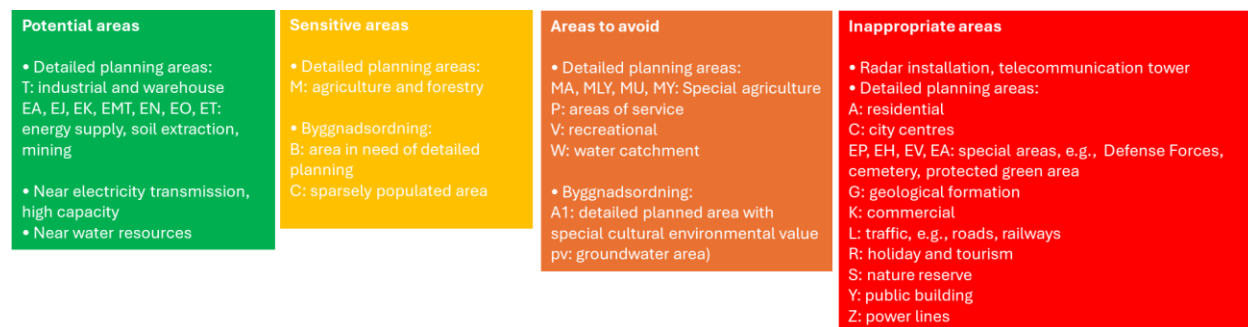 Potential areas
• Detailed planning areas:
T: industrial and warehouse
EA, EJ, EK, EMT, EN, EO, ET:
energy supply, soil extraction,
mining
• Near electricity transmission,
high capacity
• Near water resources
Sensitive areas
• Detailed planning areas:
M: agriculture and forestry
• Byggnadsordning:
B: area in need of detailed
planning
C: sparsely populated area
Areas to avoid
• Detailed planning areas:
MA, MLY, MU, MY: Special agriculture
P: areas of service
V: recreational
W: water catchment
• Byggnadsordning:
A1: detailed planned area with
special cultural environmental value
pv: groundwater area)
Inappropriate areas
• Radar installation, telecommunication tower
• Detailed planning areas:
A: residential
C: city centres
EP, EH, EV, EA: special areas, e.g., Defense Forces,
cemetery, protected green area
G: geological formation
K: commercial
L: traffic, e.g., roads, railways
R: holiday and tourism
S: nature reserve
Y: public building
Z: power lines